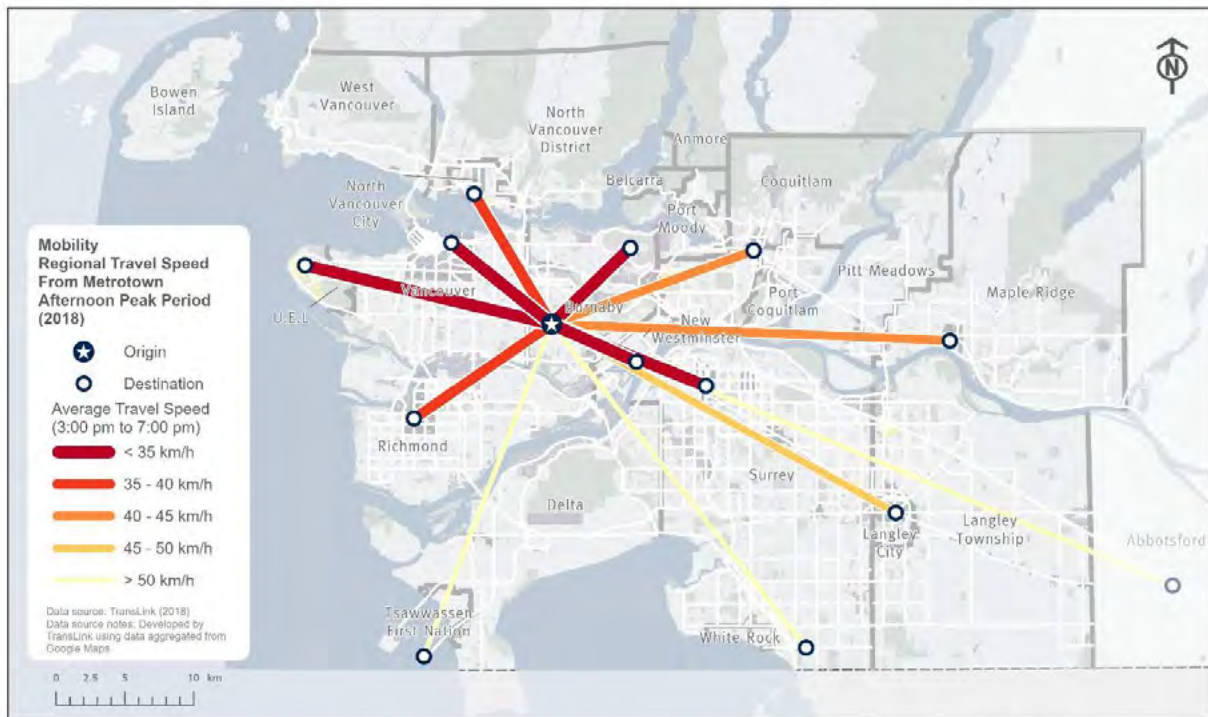 Bowen
Island
West
Vancouver
North
Vancouver
District
Anmore
Belcarra
Coquitlam
North
Vancouver
City
Port
Moody
Pitt Meadows
Maple Ridge
Vancouver
U.E.L
Burnaby
Port
Coquitlam
New
Westminster
Richmond
Surrey
Delta
Langley
City
Langley
Township
Abbotsford
Tsawwassen
First Nation
White Rock
N
Mobility
Regional Travel Speed
From Metrotown
Afternoon Peak Period
(2018)
Origin
Destination
Average Travel Speed
(3:00 pm to 7:00 pm)
< 35 km/h
35 - 40 km/h
40 - 45 km/h
45 - 50 km/h
> 50 km/h
Data source: TransLink (2018)
Data source notes: Developed by
TransLink using data aggregated from
Google Maps
0 2.5 5 10 km